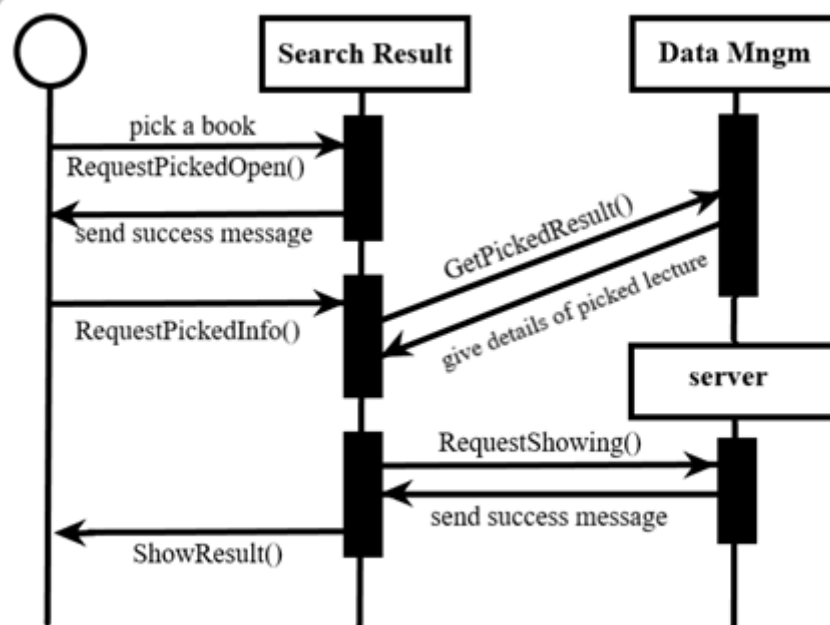 Search Result
Data Mngm
pick a book
RequestPickedOpen()
send success message
GetPickedResult()
give details of picked lecture
RequestPickedInfo()
server
RequestShowing()
send success message
ShowResult()